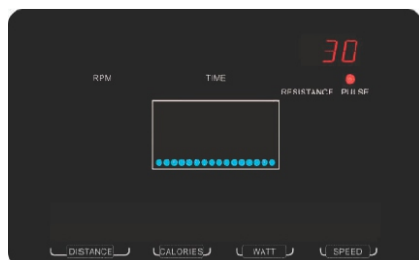 30
RPM TIME
RESISTANCE PULSE
DISTANCE CALORIES WATT SPEED